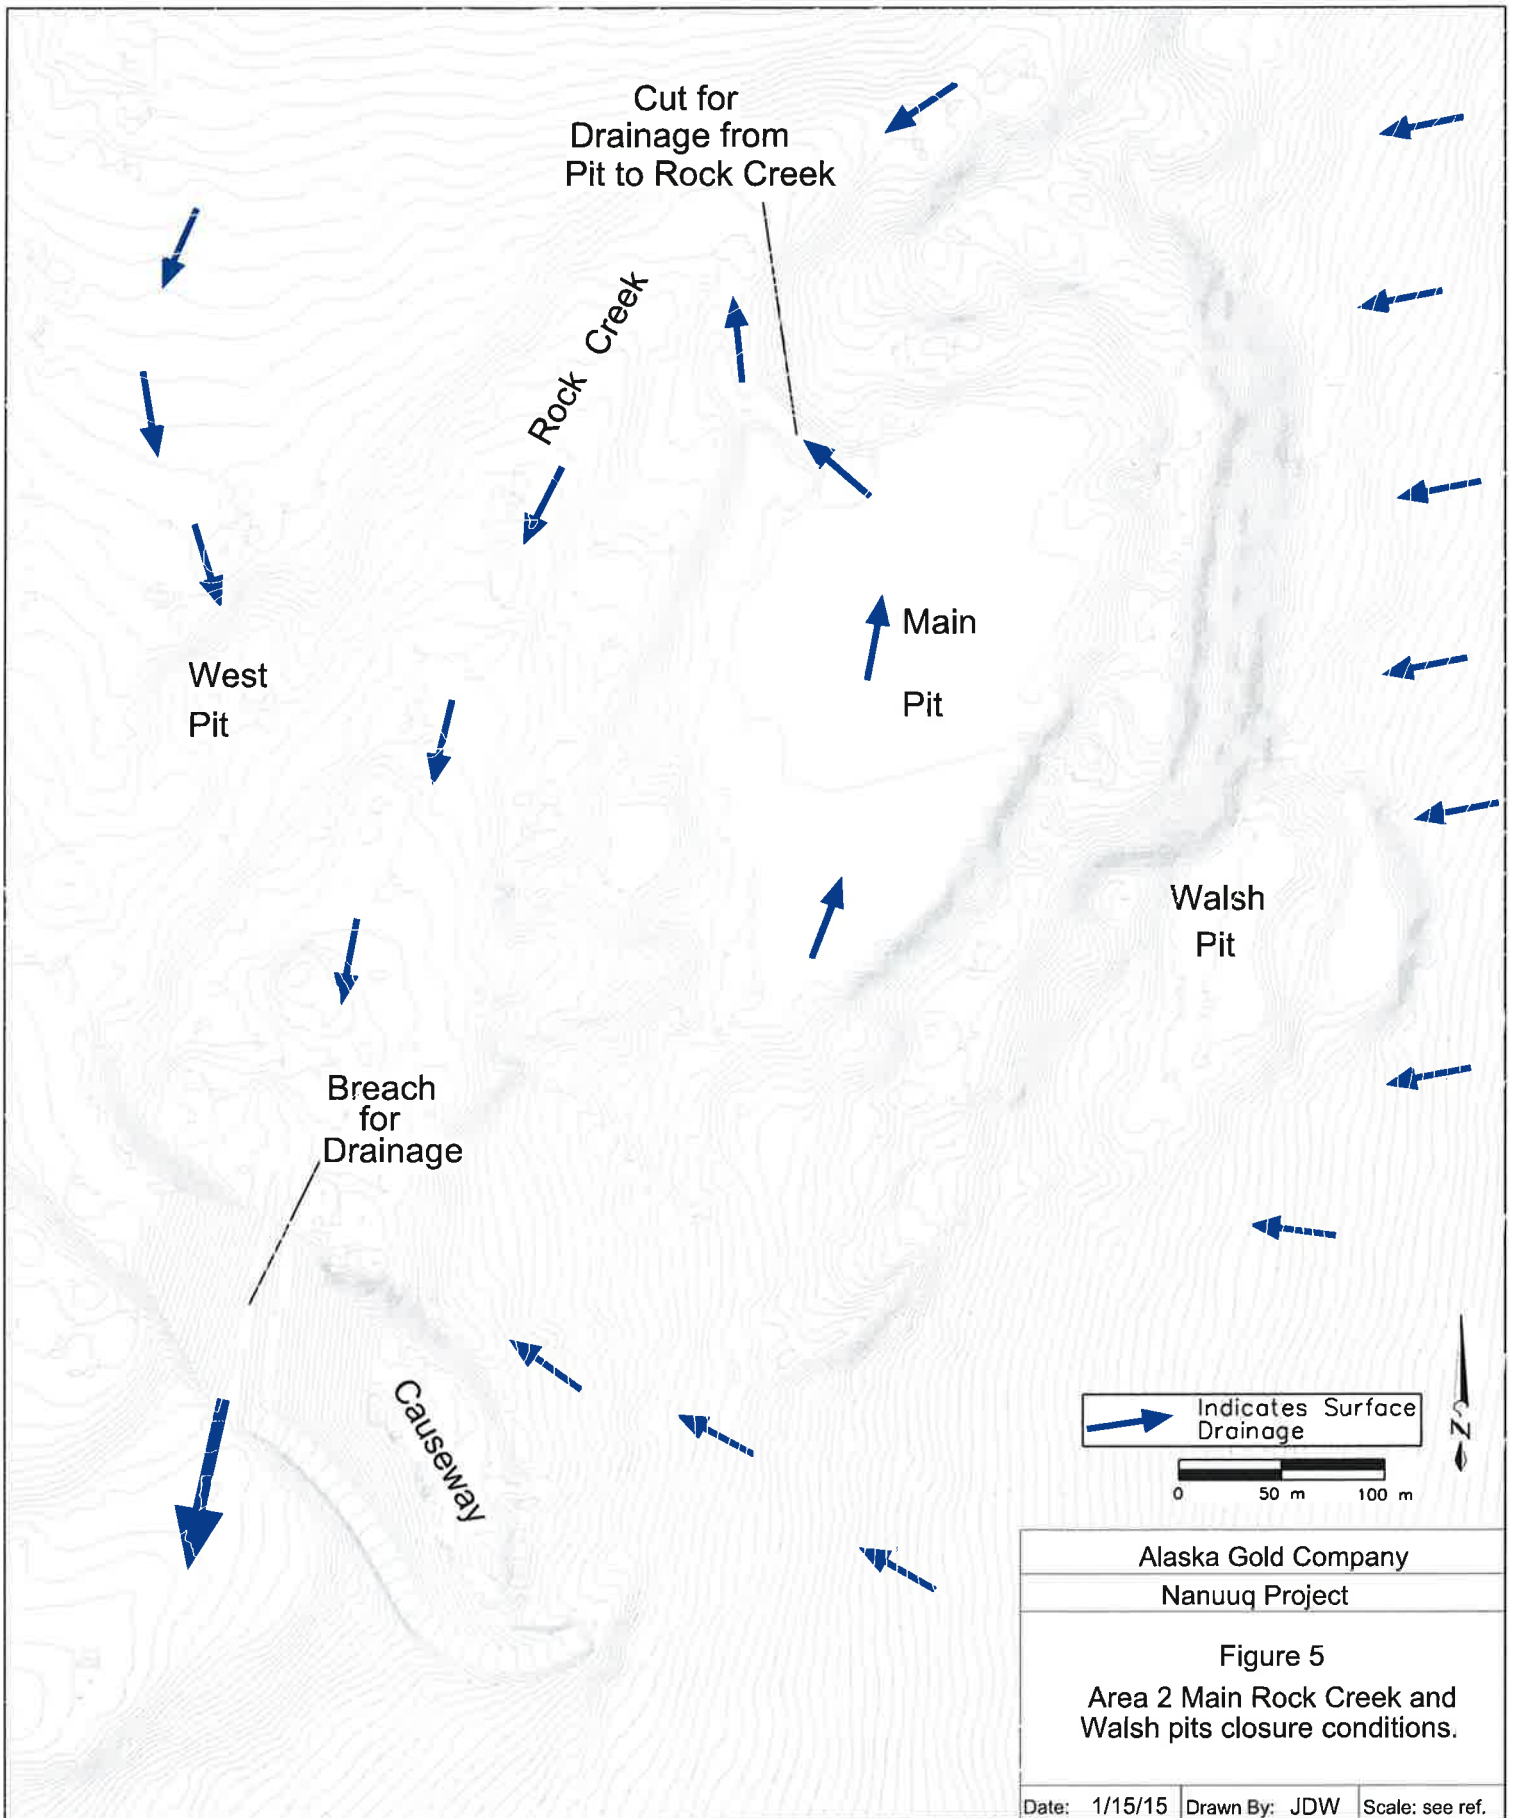 Cut for
Drainage from
Pit to Rock Creek
Rock Creek
Main
Pit
West
Pit
Walsh
Pit
Breach
for
Drainage
Causeway
Indicates Surface
Drainage
N
0 50 m 100 m
Alaska Gold Company
Nanuuq Project
Figure 5
Area 2 Main Rock Creek and
Walsh pits closure conditions.
Date: 1/15/15 Drawn By: JDW Scale: see ref.